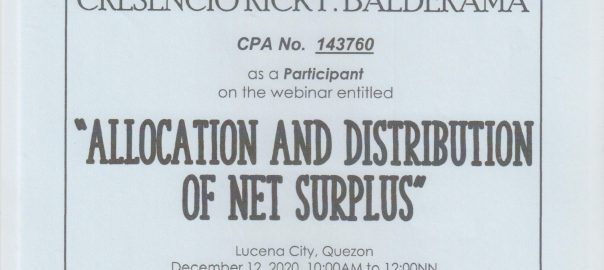 CRESENCIO RICK F. BALDERAMA
CPA No. 143760
as a Participant
on the webinar entitled
"ALLOCATION AND DISTRIBUTION
OF NET SURPLUS"
Lucena City, Quezon
December 12, 2020, 10:00AM to 12:00NN